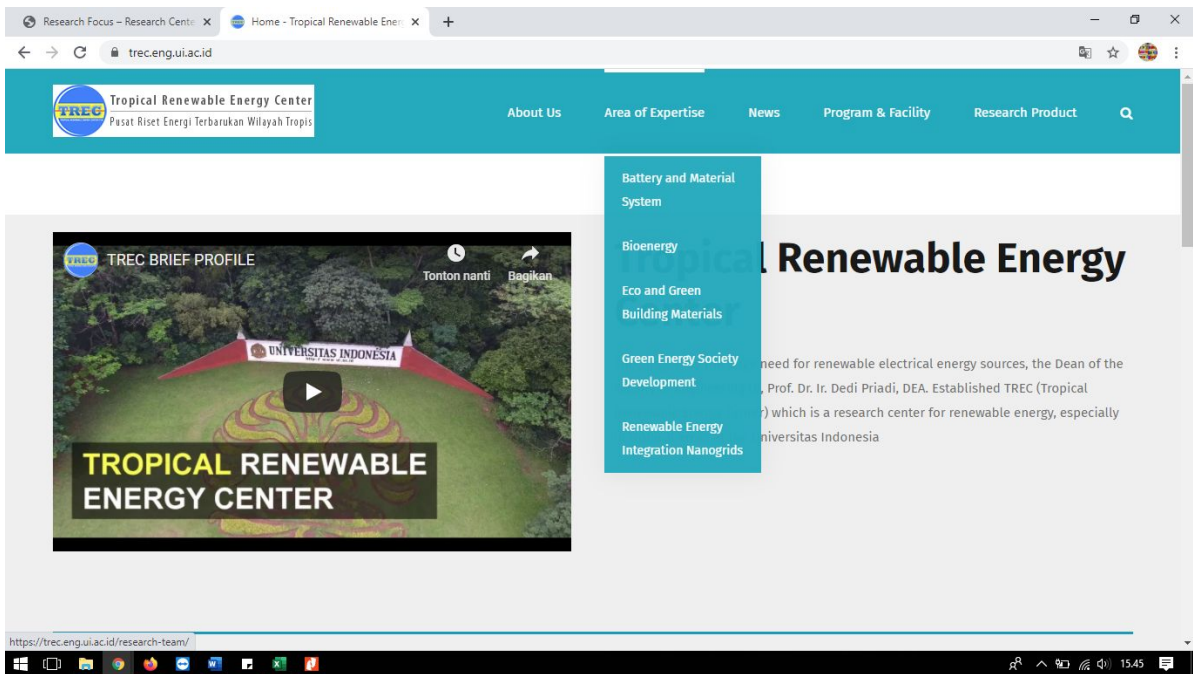 Research Focus – Research Cente
Home - Tropical Renewable Ener
trec.eng.ui.ac.id
TREC
Tropical Renewable Energy Center
Pusat Riset Energi Terbarukan Wilayah Tropis
About Us
Area of Expertise
News
Program & Facility
Research Product
Battery and Material
System
Bioenergy
Eco and Green
Building Materials
Green Energy Society
Development
Renewable Energy
Integration Nanogrids
TREC
TREC BRIEF PROFILE
Tonton nanti
Bagikan
UNIVERSITAS INDONESIA
TROPICAL RENEWABLE
ENERGY CENTER
Tropical Renewable Energy
Center
need for renewable electrical energy sources, the Dean of the
, Prof. Dr. Ir. Dedi Priadi, DEA. Established TREC (Tropical
r) which is a research center for renewable energy, especially
niversitas Indonesia
https://trec.eng.ui.ac.id/research-team/
15.45